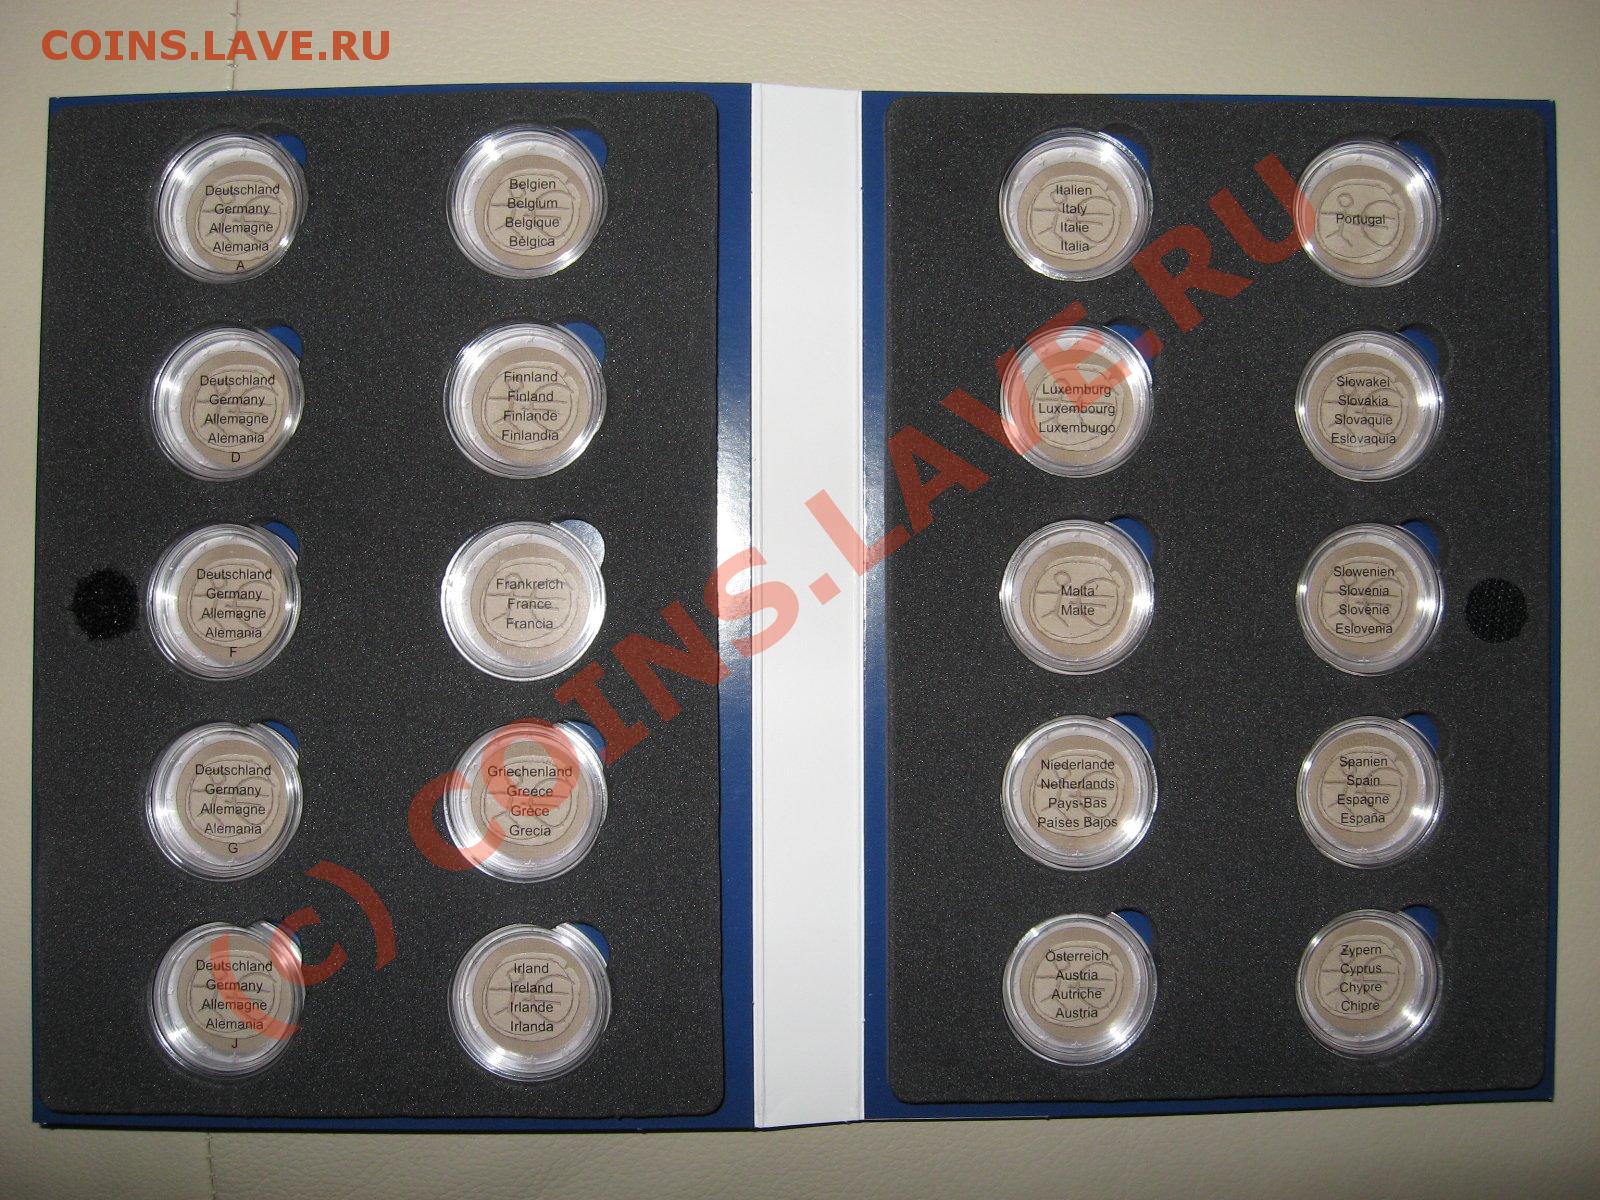 COINS.LAVE.RU
Deutschland
Germany
Allemagne
Alemania
A
Belgien
Belgium
Belgique
Bèlgica
Deutschland
Germany
Allemagne
Alemania
D
Finnland
Finland
Finlande
Finlandia
Deutschland
Germany
Allemagne
Alemania
F
Frankreich
France
Francia
Deutschland
Germany
Allemagne
Alemania
G
Griechenland
Greece
Grèce
Grecia
Deutschland
Germany
Allemagne
Alemania
J
Irland
Ireland
Irlande
Irlanda
Italien
Italy
Italie
Italia
Portugal
Luxemburg
Luxembourg
Luxemburgo
Slowakei
Slovakia
Slovaquie
Eslovaquia
Malta
Malte
Slowenien
Slovenia
Slovenie
Eslovenia
Niederlande
Netherlands
Pays-Bas
Países Bajos
Spanien
Spain
Espagne
España
Österreich
Austria
Autriche
Austria
Zypern
Cyprus
Chypre
Chipre
(c) COINS.LAVE.RU